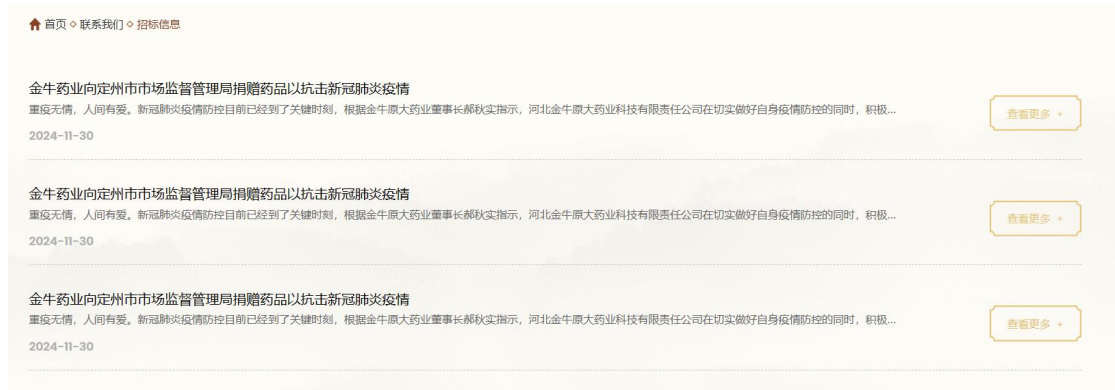 首页 ◇ 联系我们 ◇ 招标信息
金牛药业向定州市市场监督管理局捐赠药品以抗击新冠肺炎疫情
重疫无情，人间有爱。新冠肺炎疫情防控目前已经到了关键时刻，根据金牛原大药业董事长郝秋实指示，河北金牛原大药业科技有限责任公司在切实做好自身疫情防控的同时，积极...
查看更多 +
2024-11-30
金牛药业向定州市市场监督管理局捐赠药品以抗击新冠肺炎疫情
重疫无情，人间有爱。新冠肺炎疫情防控目前已经到了关键时刻，根据金牛原大药业董事长郝秋实指示，河北金牛原大药业科技有限责任公司在切实做好自身疫情防控的同时，积极...
查看更多 +
2024-11-30
金牛药业向定州市市场监督管理局捐赠药品以抗击新冠肺炎疫情
重疫无情，人间有爱。新冠肺炎疫情防控目前已经到了关键时刻，根据金牛原大药业董事长郝秋实指示，河北金牛原大药业科技有限责任公司在切实做好自身疫情防控的同时，积极...
查看更多 +
2024-11-30